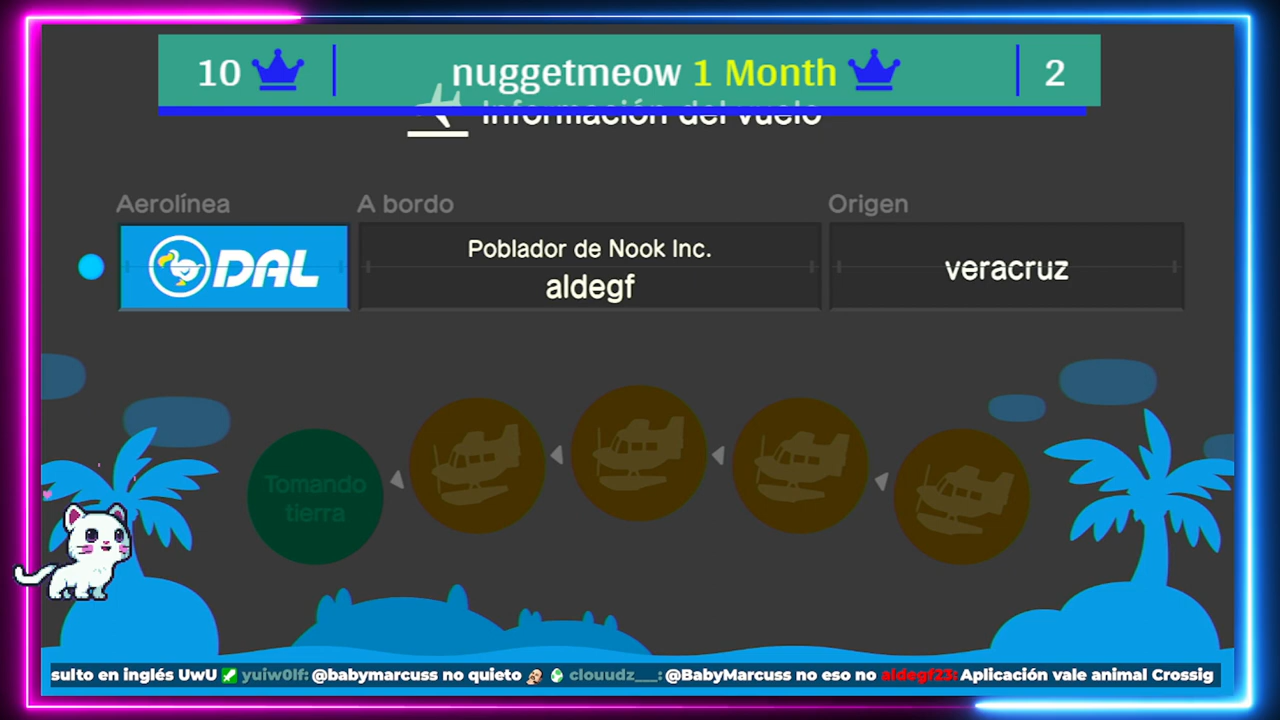 10 nuggetmeow 1 Month 2
Información del vuelo
Aerolínea A bordo Origen
DAL
Poblador de Nook Inc.
aldegf
veracruz
Tomando
tierra
sulto en inglés UwU yuiw0lf: @babymarcuss no quieto clouudz___: @BabyMarcuss no eso no aldegf23: Aplicación vale animal Crossig